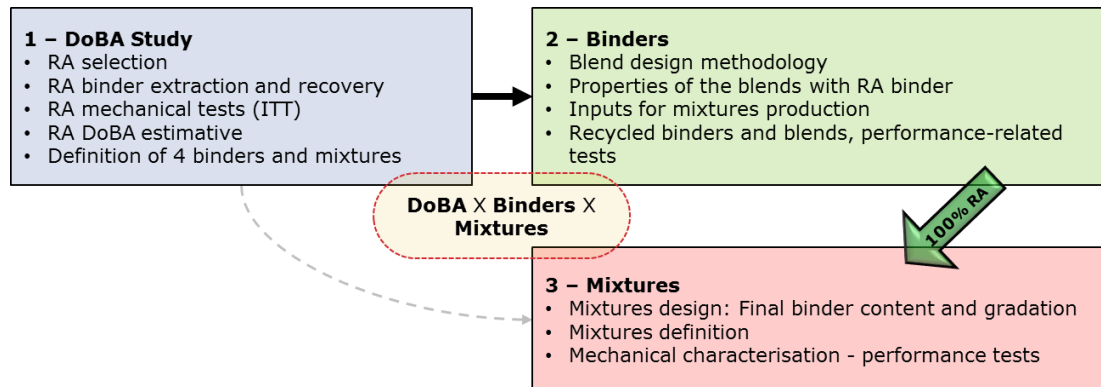 1 – DoBA Study
• RA selection
• RA binder extraction and recovery
• RA mechanical tests (ITT)
• RA DoBA estimative
• Definition of 4 binders and mixtures
2 – Binders
• Blend design methodology
• Properties of the blends with RA binder
• Inputs for mixtures production
• Recycled binders and blends, performance-related
tests
DoBA X Binders X
Mixtures
100% RA
3 – Mixtures
• Mixtures design: Final binder content and gradation
• Mixtures definition
• Mechanical characterisation - performance tests